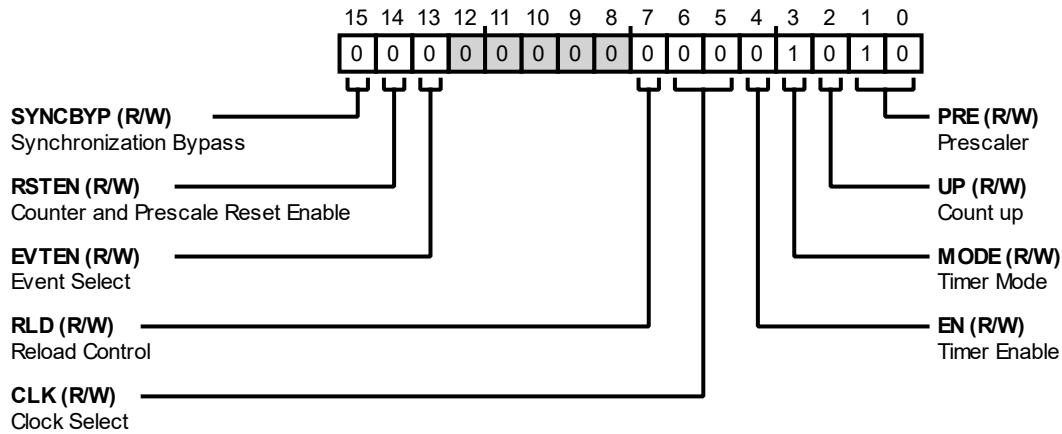 15 14 13 12 11 10 9 8 7 6 5 4 3 2 1 0
0 0 0 0 0 0 0 0 0 0 0 0 1 0 1 0
SYNCBYP (R/W)
Synchronization Bypass
RSTEN (R/W)
Counter and Prescale Reset Enable
EVTEN (R/W)
Event Select
RLD (R/W)
Reload Control
CLK (R/W)
Clock Select
PRE (R/W)
Prescaler
UP (R/W)
Count up
MODE (R/W)
Timer Mode
EN (R/W)
Timer Enable